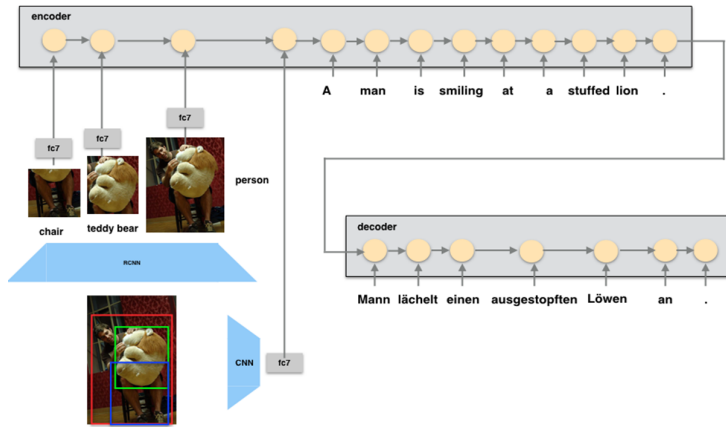 encoder
A man is smiling at a stuffed lion .
fc7
fc7
fc7
person
chair
teddy bear
decoder
RCNN
Mann lächelt einen ausgestopften Löwen an .
CNN
fc7